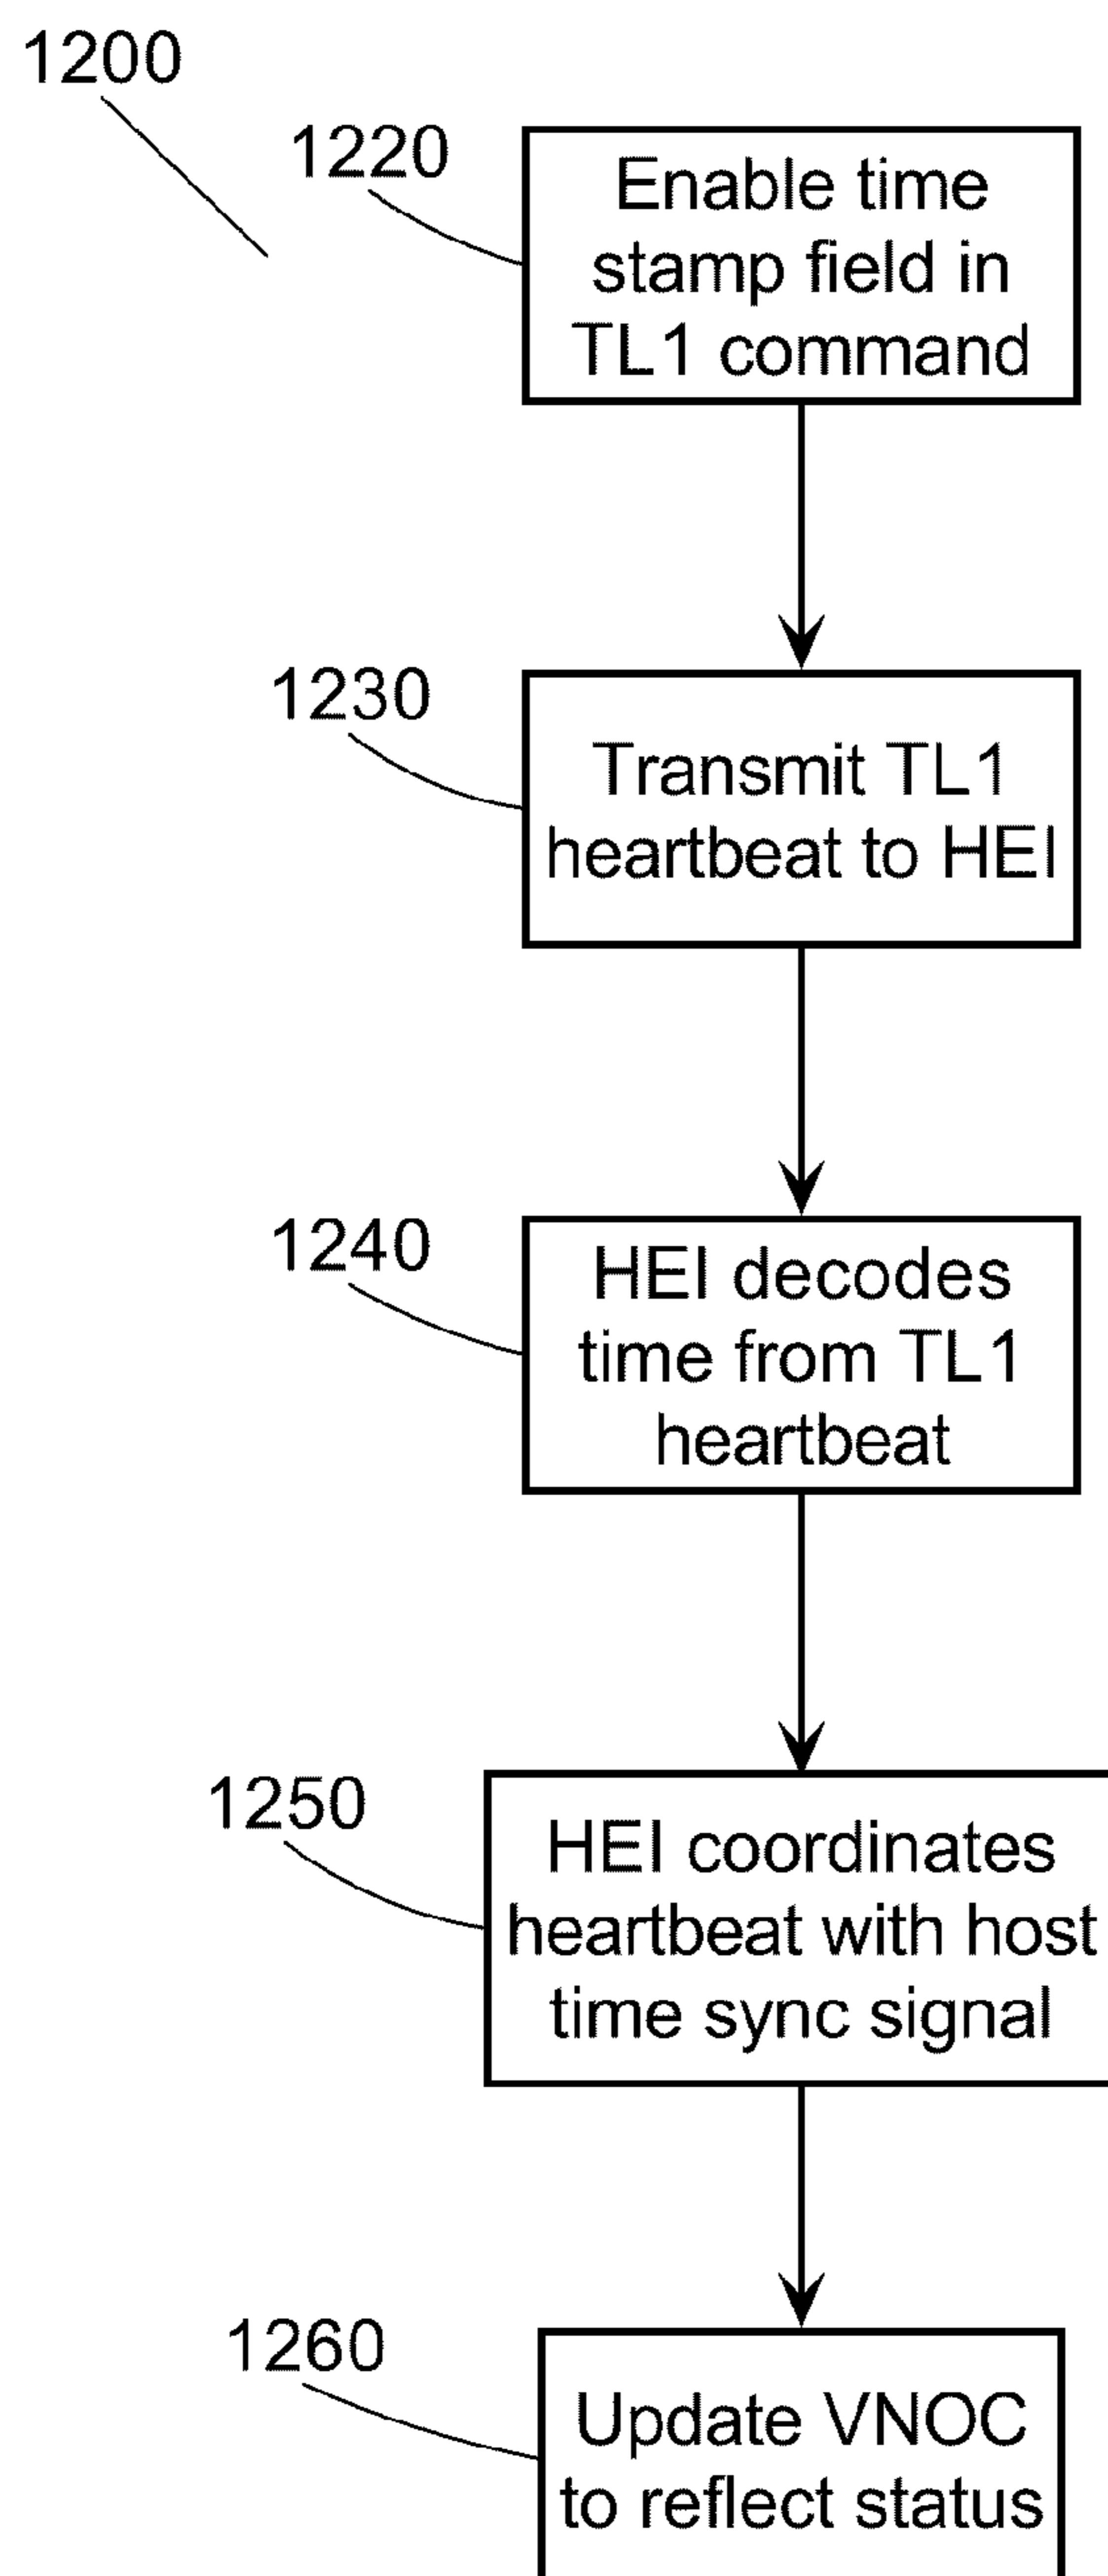 1200
1220
Enable time
stamp field in
TL1 command
1230
Transmit TL1
heartbeat to HEI
1240
HEI decodes
time from TL1
heartbeat
1250
HEI coordinates
heartbeat with host
time sync signal
1260
Update VNOC
to reflect status